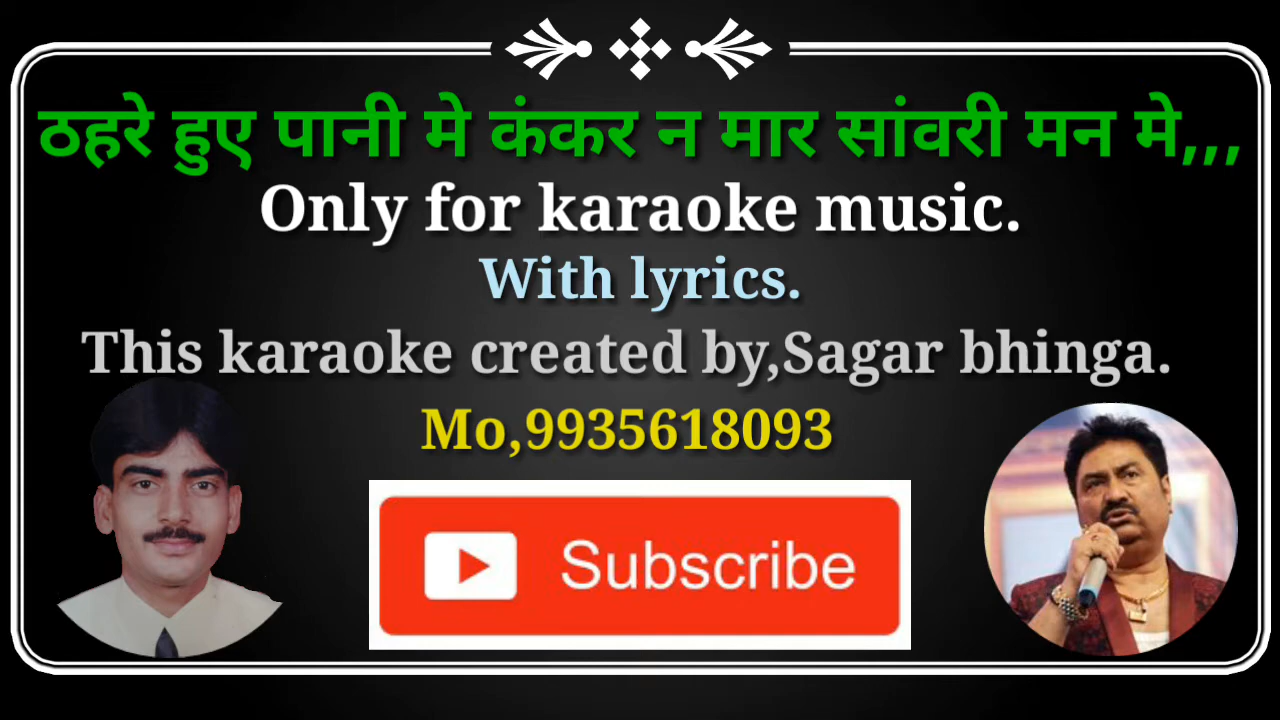 ठहरे हुए पानी मे कंकर न मार सांवरी मन मे,,,
Only for karaoke music.
With lyrics.
This karaoke created by,Sagar bhinga.
Mo,9935618093
Subscribe